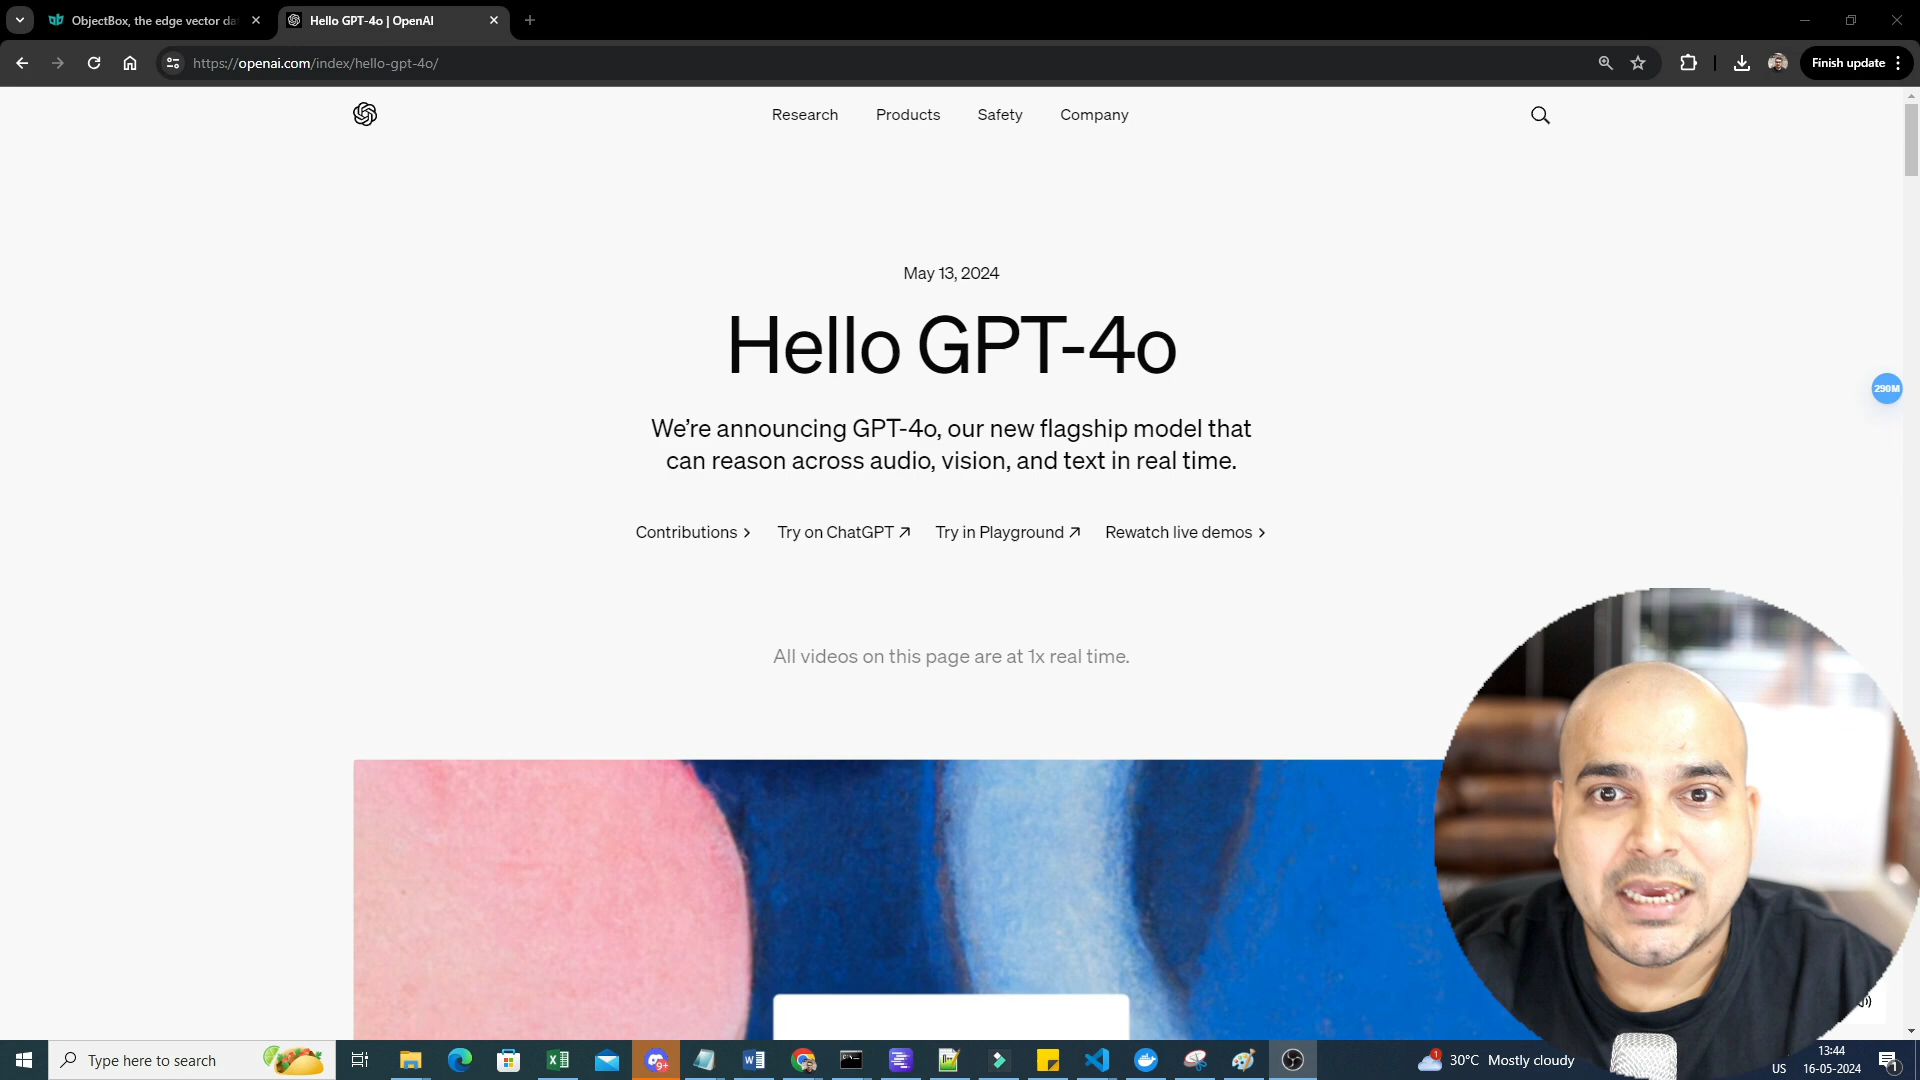 ObjectBox, the edge vector da
Hello GPT-4o | OpenAI
https://openai.com/index/hello-gpt-4o/
Finish update
Research
Products
Safety
Company
May 13, 2024
Hello GPT-4o
We're announcing GPT-4o, our new flagship model that
can reason across audio, vision, and text in real time.
Contributions
Try on ChatGPT
Try in Playground
Rewatch live demos
All videos on this page are at 1x real time.
290M
Type here to search
9+
1
30°C Mostly cloudy
US
13:44
16-05-2024
1